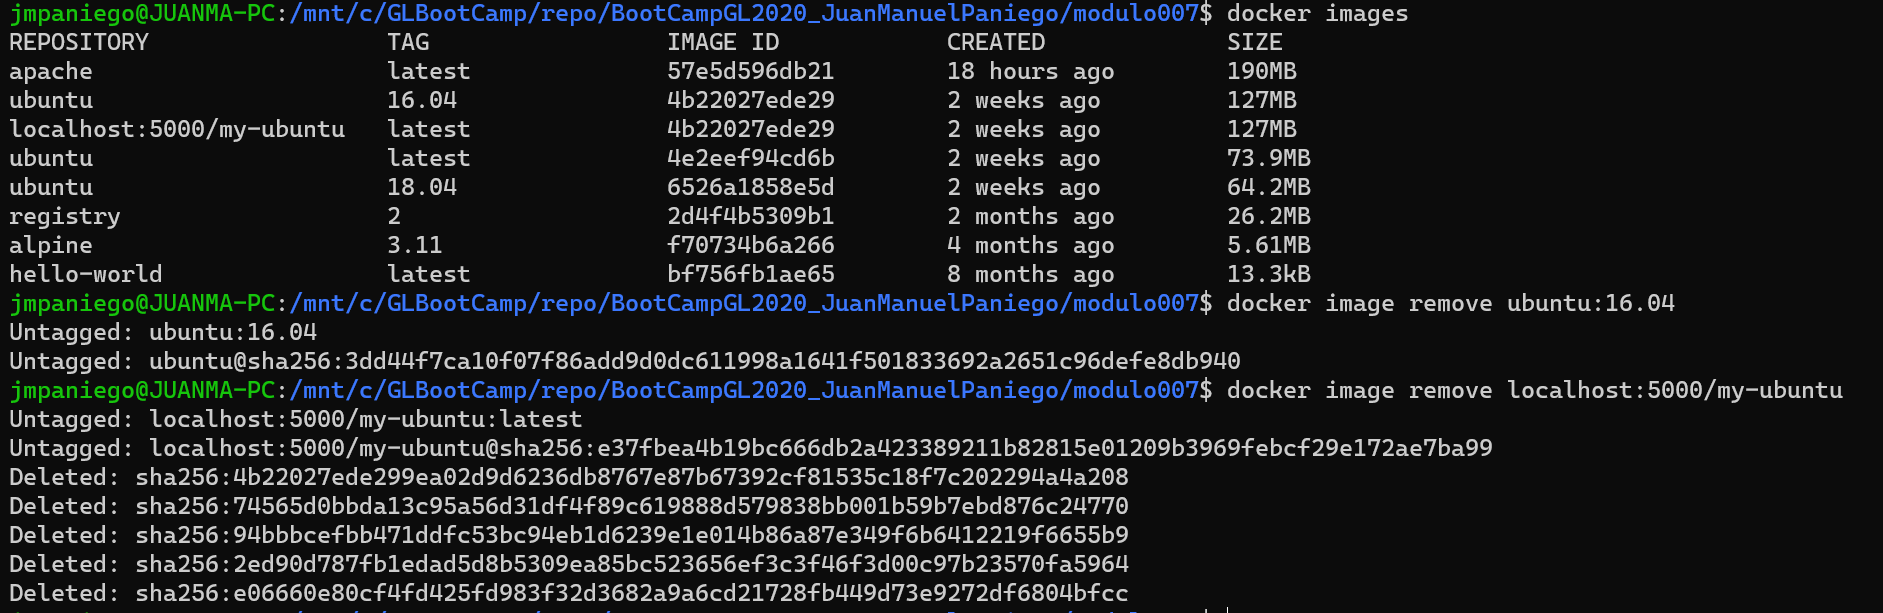 jmpaniego@JUANMA-PC:/mnt/c/GLBootCamp/repo/BootCampGL2020_JuanManuelPaniego/modulo007$ docker images
REPOSITORY TAG IMAGE ID CREATED SIZE
apache latest 57e5d596db21 18 hours ago 190MB
ubuntu 16.04 4b22027ede29 2 weeks ago 127MB
localhost:5000/my-ubuntu latest 4b22027ede29 2 weeks ago 127MB
ubuntu latest 4e2eef94cd6b 2 weeks ago 73.9MB
ubuntu 18.04 6526a1858e5d 2 weeks ago 64.2MB
registry 2 2d4f4b5309b1 2 months ago 26.2MB
alpine 3.11 f70734b6a266 4 months ago 5.61MB
hello-world latest bf756fb1ae65 8 months ago 13.3kB
jmpaniego@JUANMA-PC:/mnt/c/GLBootCamp/repo/BootCampGL2020_JuanManuelPaniego/modulo007$ docker image remove ubuntu:16.04
Untagged: ubuntu:16.04
Untagged: ubuntu@sha256:3dd44f7ca10f07f86add9d0dc611998a1641f501833692a2651c96defe8db940
jmpaniego@JUANMA-PC:/mnt/c/GLBootCamp/repo/BootCampGL2020_JuanManuelPaniego/modulo007$ docker image remove localhost:5000/my-ubuntu
Untagged: localhost:5000/my-ubuntu:latest
Untagged: localhost:5000/my-ubuntu@sha256:e37fbea4b19bc666db2a423389211b82815e01209b3969febcf29e172ae7ba99
Deleted: sha256:4b22027ede299ea02d9d6236db8767e87b67392cf81535c18f7c202294a4a208
Deleted: sha256:74565d0bbda13c95a56d31df4f89c619888d579838bb001b59b7ebd876c24770
Deleted: sha256:94bbbcefbb471ddfc53bc94eb1d6239e1e014b86a87e349f6b6412219f6655b9
Deleted: sha256:2ed90d787fb1edad5d8b5309ea85bc523656ef3c3f46f3d00c97b23570fa5964
Deleted: sha256:e06660e80cf4fd425fd983f32d3682a9a6cd21728fb449d73e9272df6804bfcc